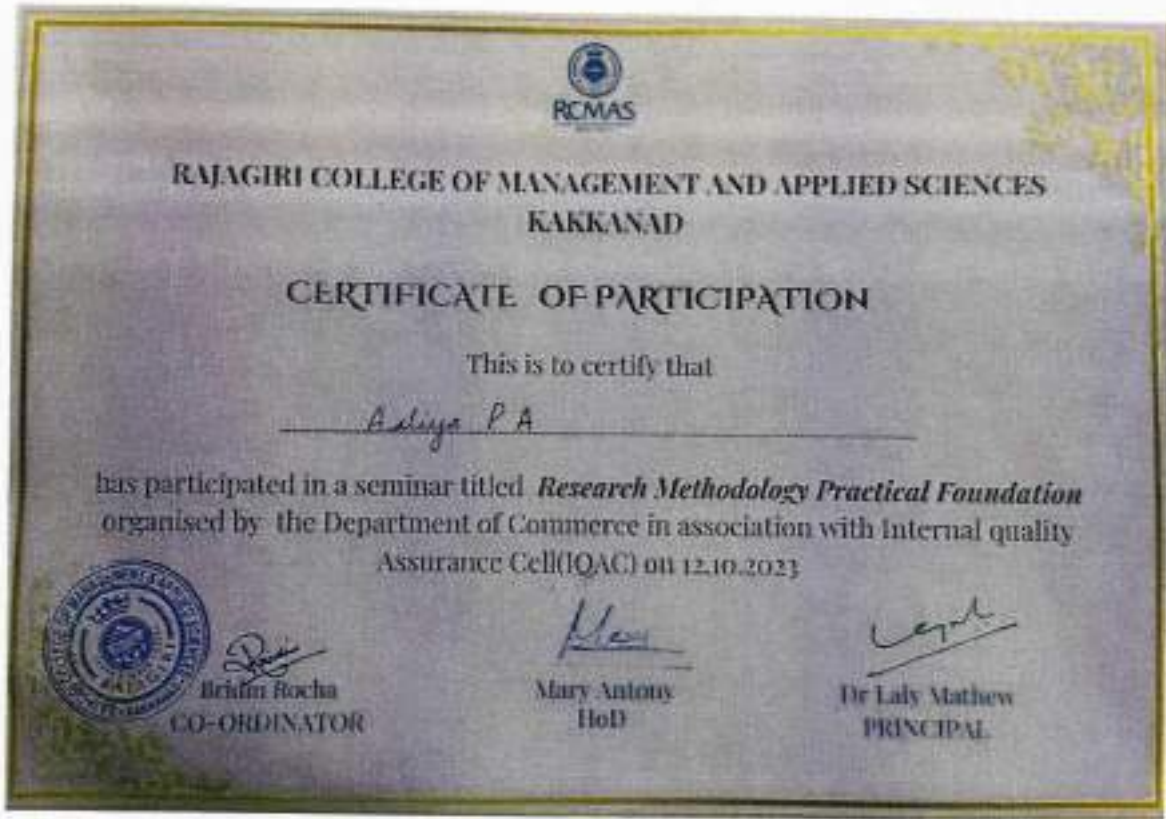 RCMAS
RAJAGIRI COLLEGE OF MANAGEMENT AND APPLIED SCIENCES
KAKKANAD
CERTIFICATE OF PARTICIPATION
This is to certify that
P A
has participated in a seminar titled Research Methodology Practical Foundation
organised by the Department of Commerce in association with Internal quality
Assurance Cell(IQAC) on 12.10.2023
Rocha Mary Antony Dr Laly Mathew
CO-ORDINATOR HoD PRINCIPAL